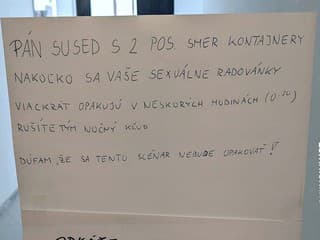 PÁN SUSED S 2 POS. SMER KONTAJNERY
NAKOĽKO SA VAŠE SEXUÁLNE RADOVÁNKY
VIACKRÁT OPAKUJÚ V NESKORÝCH HODINÁCH (0:30)
RUŠÍTE TÝM NOČNÝ KĽUD
DÚFAM, ŽE SA TENTO SCÉNAR NEBUDE OPAKOVAŤ!